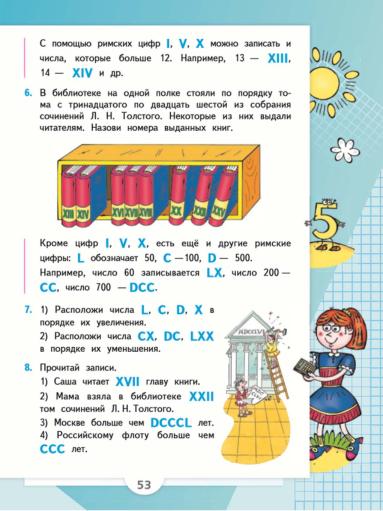 С помощью римских цифр I, V, X можно записать и
числа, которые больше 12. Например, 13 — XIII,
14 — XIV и др.
6. В библиотеке на одной полке стояли по порядку то-
ма с тринадцатого по двадцать шестой из собрания
сочинений Л. Н. Толстого. Некоторые из них выдали
читателям. Назови номера выданных книг.
XIII XIV XVI XVII XVIII XX XXI XXIV
Кроме цифр I, V, X, есть ещё и другие римские
цифры: L обозначает 50, C —100, D — 500.
Например, число 60 записывается LX, число 200 —
CC, число 700 — DCC.
7. 1) Расположи числа L, C, D, X в
порядке их увеличения.
2) Расположи числа CX, DC, LXX
в порядке их уменьшения.
8. Прочитай записи.
1) Саша читает XVII главу книги.
2) Мама взяла в библиотеке XXII
том сочинений Л. Н. Толстого.
3) Москве больше чем DCCCL лет.
4) Российскому флоту больше чем
CCC лет.
5
53